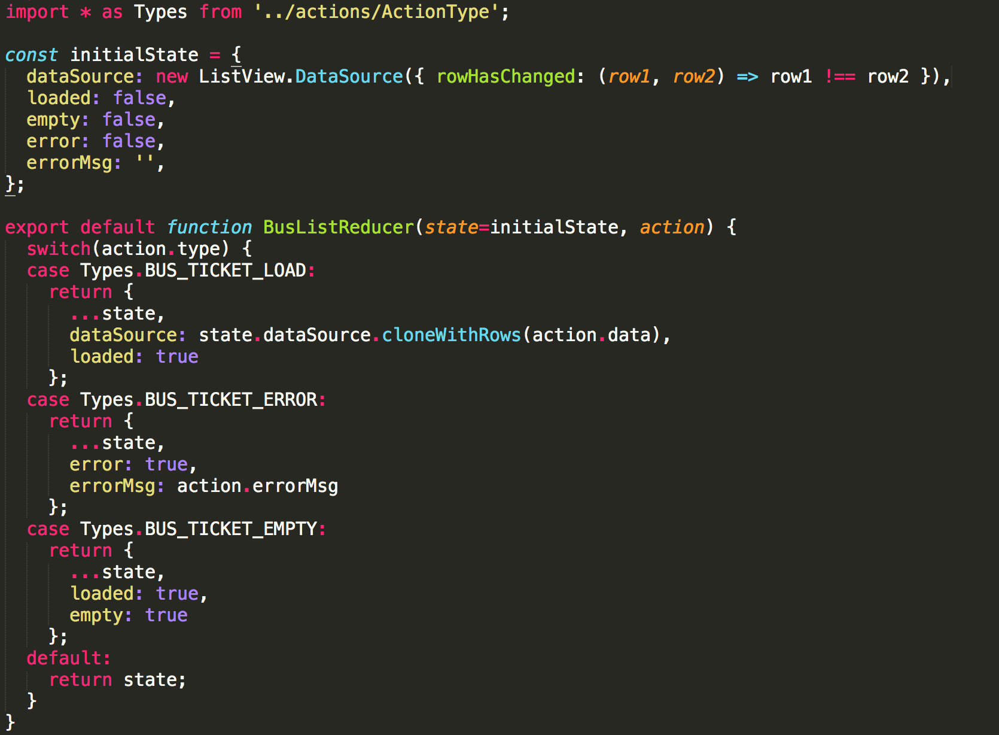 import * as Types from '../actions/ActionType';

const initialState = {
  dataSource: new ListView.DataSource({ rowHasChanged: (row1, row2) => row1 !== row2 }),
  loaded: false,
  empty: false,
  error: false,
  errorMsg: '',
};

export default function BusListReducer(state=initialState, action) {
  switch(action.type) {
  case Types.BUS_TICKET_LOAD:
    return {
      ...state,
      dataSource: state.dataSource.cloneWithRows(action.data),
      loaded: true
    };
  case Types.BUS_TICKET_ERROR:
    return {
      ...state,
      error: true,
      errorMsg: action.errorMsg
    };
  case Types.BUS_TICKET_EMPTY:
    return {
      ...state,
      loaded: true,
      empty: true
    };
  default:
    return state;
  }
}